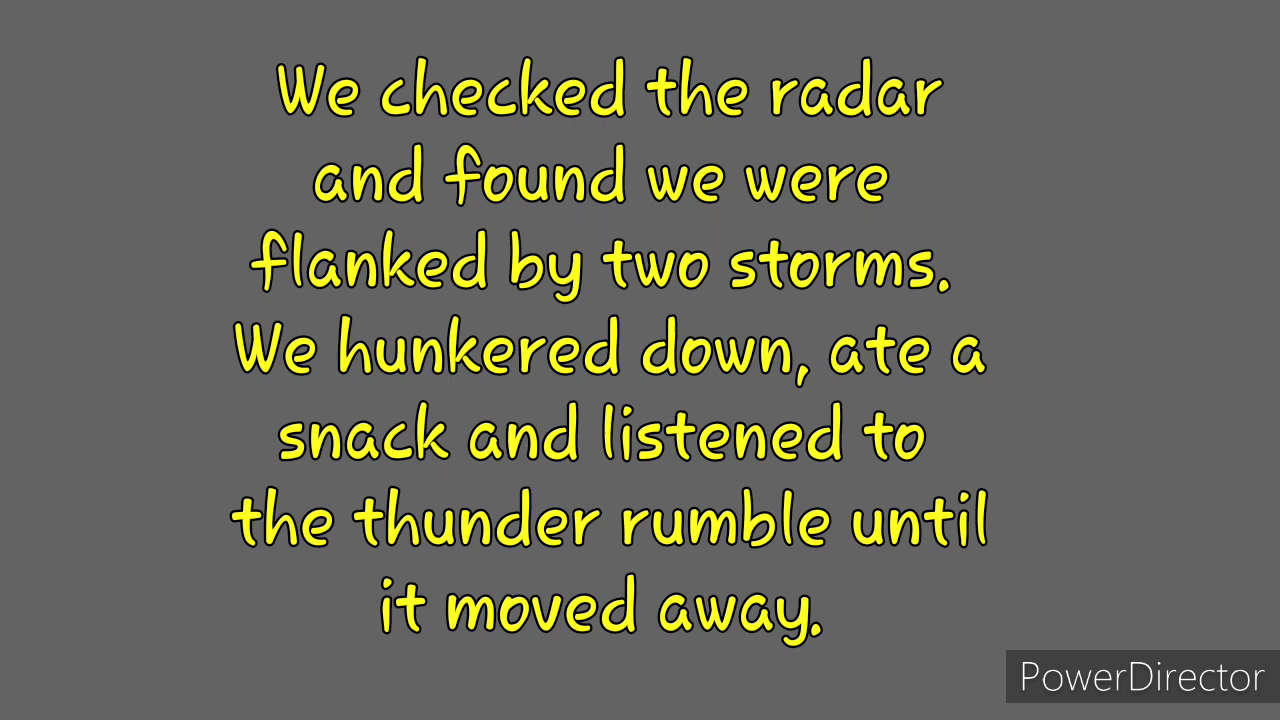 We checked the radar
and found we were
flanked by two storms.
We hunkered down, ate a
snack and listened to
the thunder rumble until
it moved away.
PowerDirector